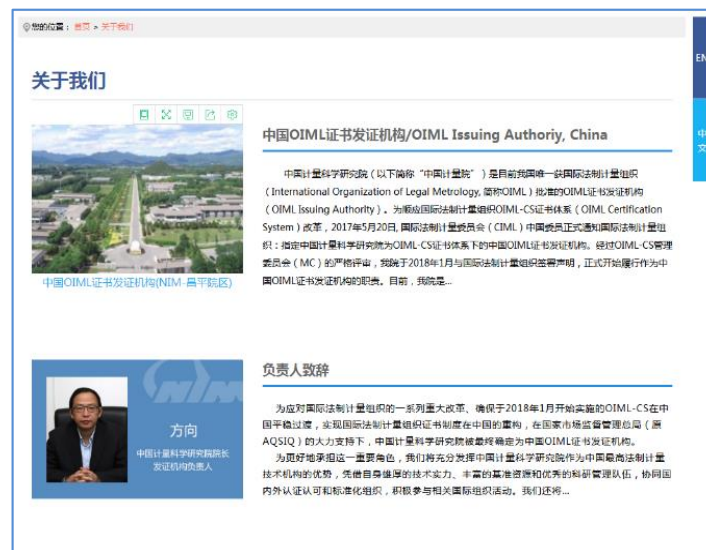 您的位置： 首页 > 关于我们
EN
中
文
关于我们
中国OIML证书发证机构(NIM-昌平院区)
中国OIML证书发证机构/OIML Issuing Authoriy, China
中国计量科学研究院（以下简称“中国计量院”）是目前我国唯一获国际法制计量组织
（International Organization of Legal Metrology, 简称OIML）批准的OIML证书发证机构
（OIML Issuing Authority）。为顺应国际法制计量组织OIML-CS证书体系（OIML Certification
System）改革，2017年5月20日, 国际法制计量委员会（CIML）中国委员正式通知国际法制计量组
织：指定中国计量科学研究院为OIML-CS证书体系下的中国OIML证书发证机构。经过OIML-CS管理
委员会（MC）的严格评审，我院于2018年1月与国际法制计量组织签署声明，正式开始履行作为中
国OIML证书发证机构的职责。目前，我院是...
NIM
方向
中国计量科学研究院院长
发证机构负责人
负责人致辞
为应对国际法制计量组织的一系列重大改革、确保于2018年1月开始实施的OIML-CS在中
国平稳过渡，实现国际法制计量组织证书制度在中国的重构，在国家市场监督管理总局（原
AQSIQ）的大力支持下，中国计量科学研究院被最终确定为中国OIML证书发证机构。
为更好地承担这一重要角色，我们将充分发挥中国计量科学研究院作为中国最高法制计量
技术机构的优势，凭借自身雄厚的技术实力、丰富的基准资源和优秀的科研管理队伍，协同国
内外认证认可和标准化组织，积极参与相关国际组织活动。我们还将...